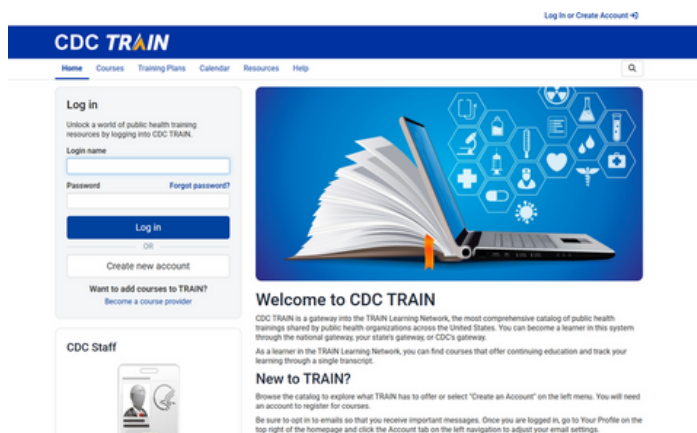 Log In or Create Account
CDC TRAIN
Home Courses Training Plans Calendar Resources Help
Log in
Unlock a world of public health training
resources by logging into CDC TRAIN.
Login name
Password Forgot password?
Log in
OR
Create new account
Want to add courses to TRAIN?
Become a course provider
CDC Staff
Welcome to CDC TRAIN
CDC TRAIN is a gateway into the TRAIN Learning Network, the most comprehensive catalog of public health
trainings shared by public health organizations across the United States. You can become a learner in this system
through the national gateway, your state's gateway, or CDC's gateway.
As a learner in the TRAIN Learning Network, you can find courses that offer continuing education and track your
learning through a single transcript.
New to TRAIN?
Browse the catalog to explore what TRAIN has to offer or select "Create an Account" on the left menu. You will need
an account to register for courses.
Be sure to opt in to emails so that you receive important messages. Once you are logged in, go to Your Profile on the
top right of the homepage and click the Account tab on the left navigation to adjust your email settings.